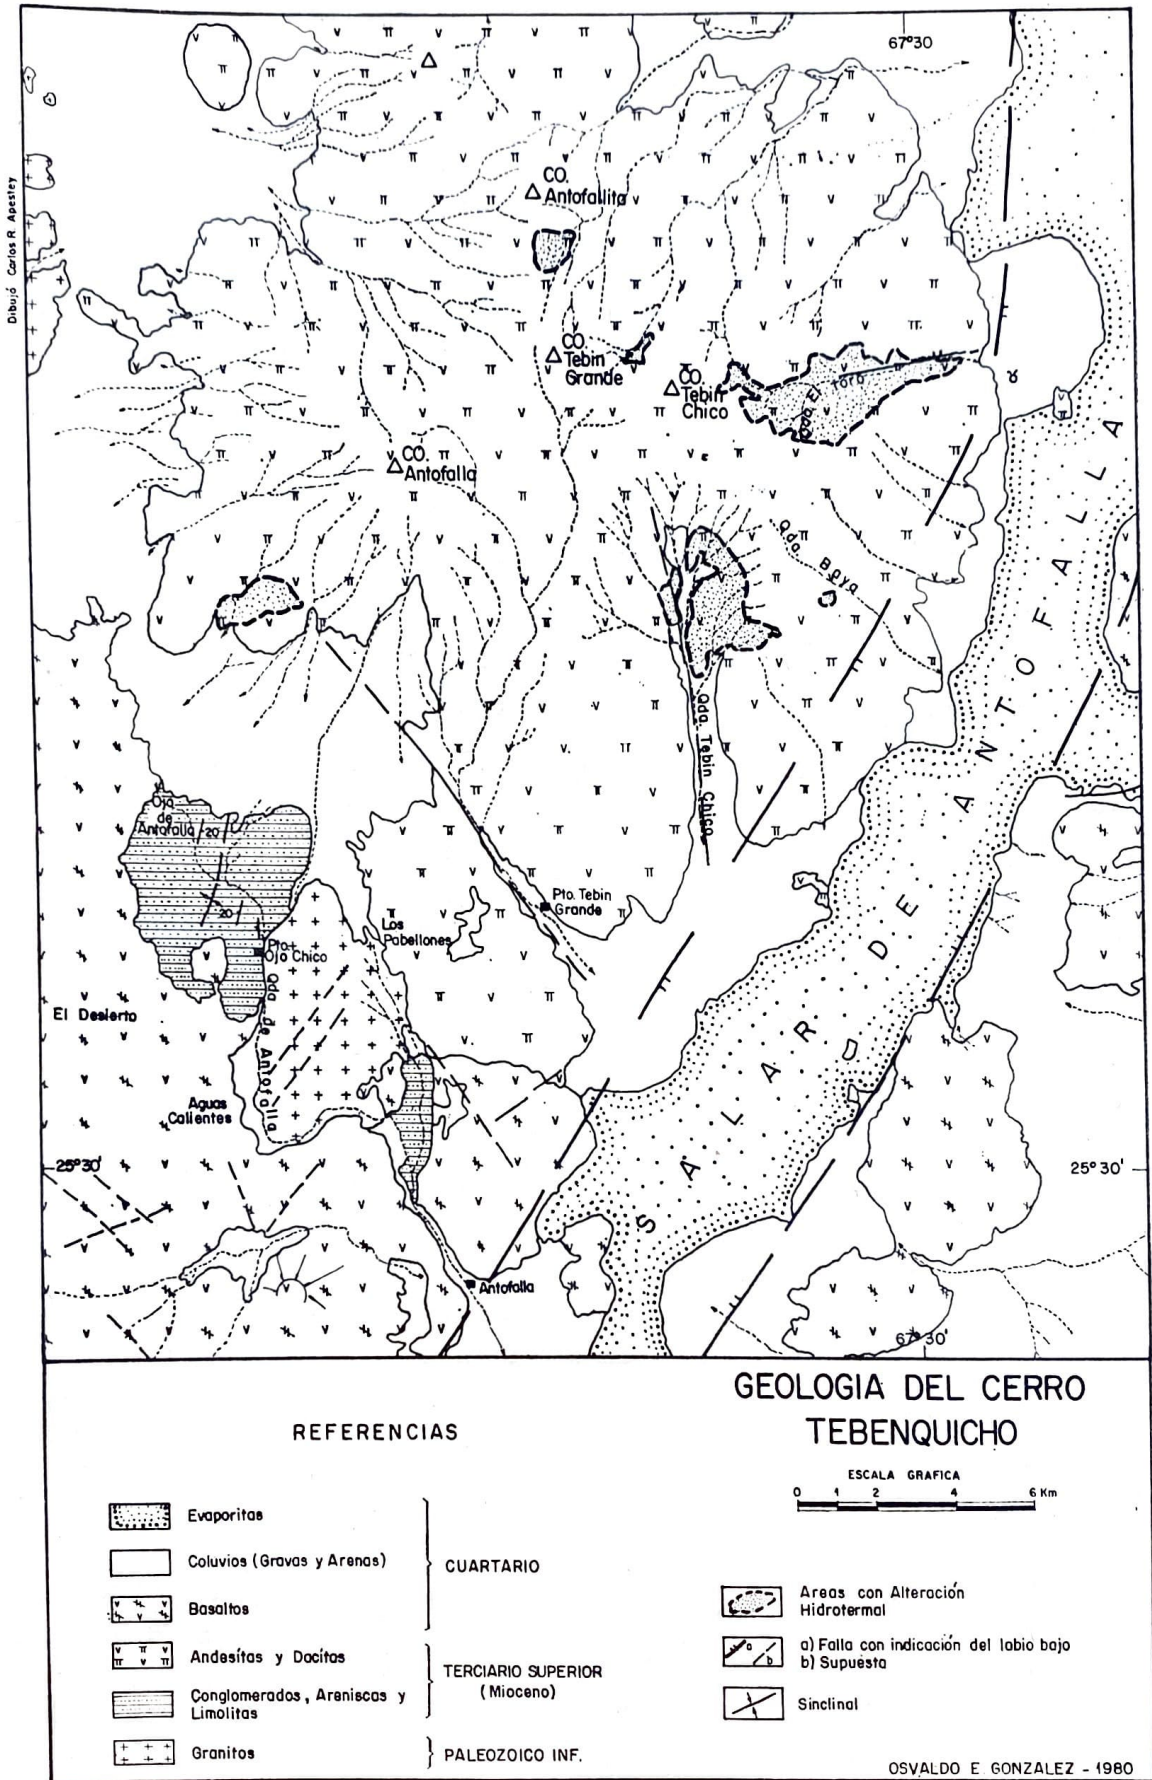 67°30
Dibujó Carlos R. Apestey
CO.
Antofallita
CO.
Tebin
Grande
CO.
Tebin
Chico
Qda. El Toro
CO.
Antofalla
Qda. Baya
Qda. Tebin Chico
SALAR DE ANTOFALLA
Ojo
de
Antofalla
20
20
Pto. Tebin
Grande
Los
Pabellones
Pto.
Ojo Chico
Qda. de Antofalla
El Desierto
Aguas
Calientes
25°30'
25°30'
Antofalla
67°30'
GEOLOGIA DEL CERRO
TEBENQUICHO
ESCALA GRAFICA
0 1 2 4 6 Km
REFERENCIAS
Evaporitas
Coluvios (Gravas y Arenas)
Basaltos
CUARTARIO
Andesitas y Dacitas
Conglomerados, Areniscas y
Limolitas
TERCIARIO SUPERIOR
(Mioceno)
Granitos
PALEOZOICO INF.
Areas con Alteración
Hidrotermal
a
b
a) Falla con indicación del labio bajo
b) Supuesta
Sinclinal
OSVALDO E. GONZALEZ - 1980